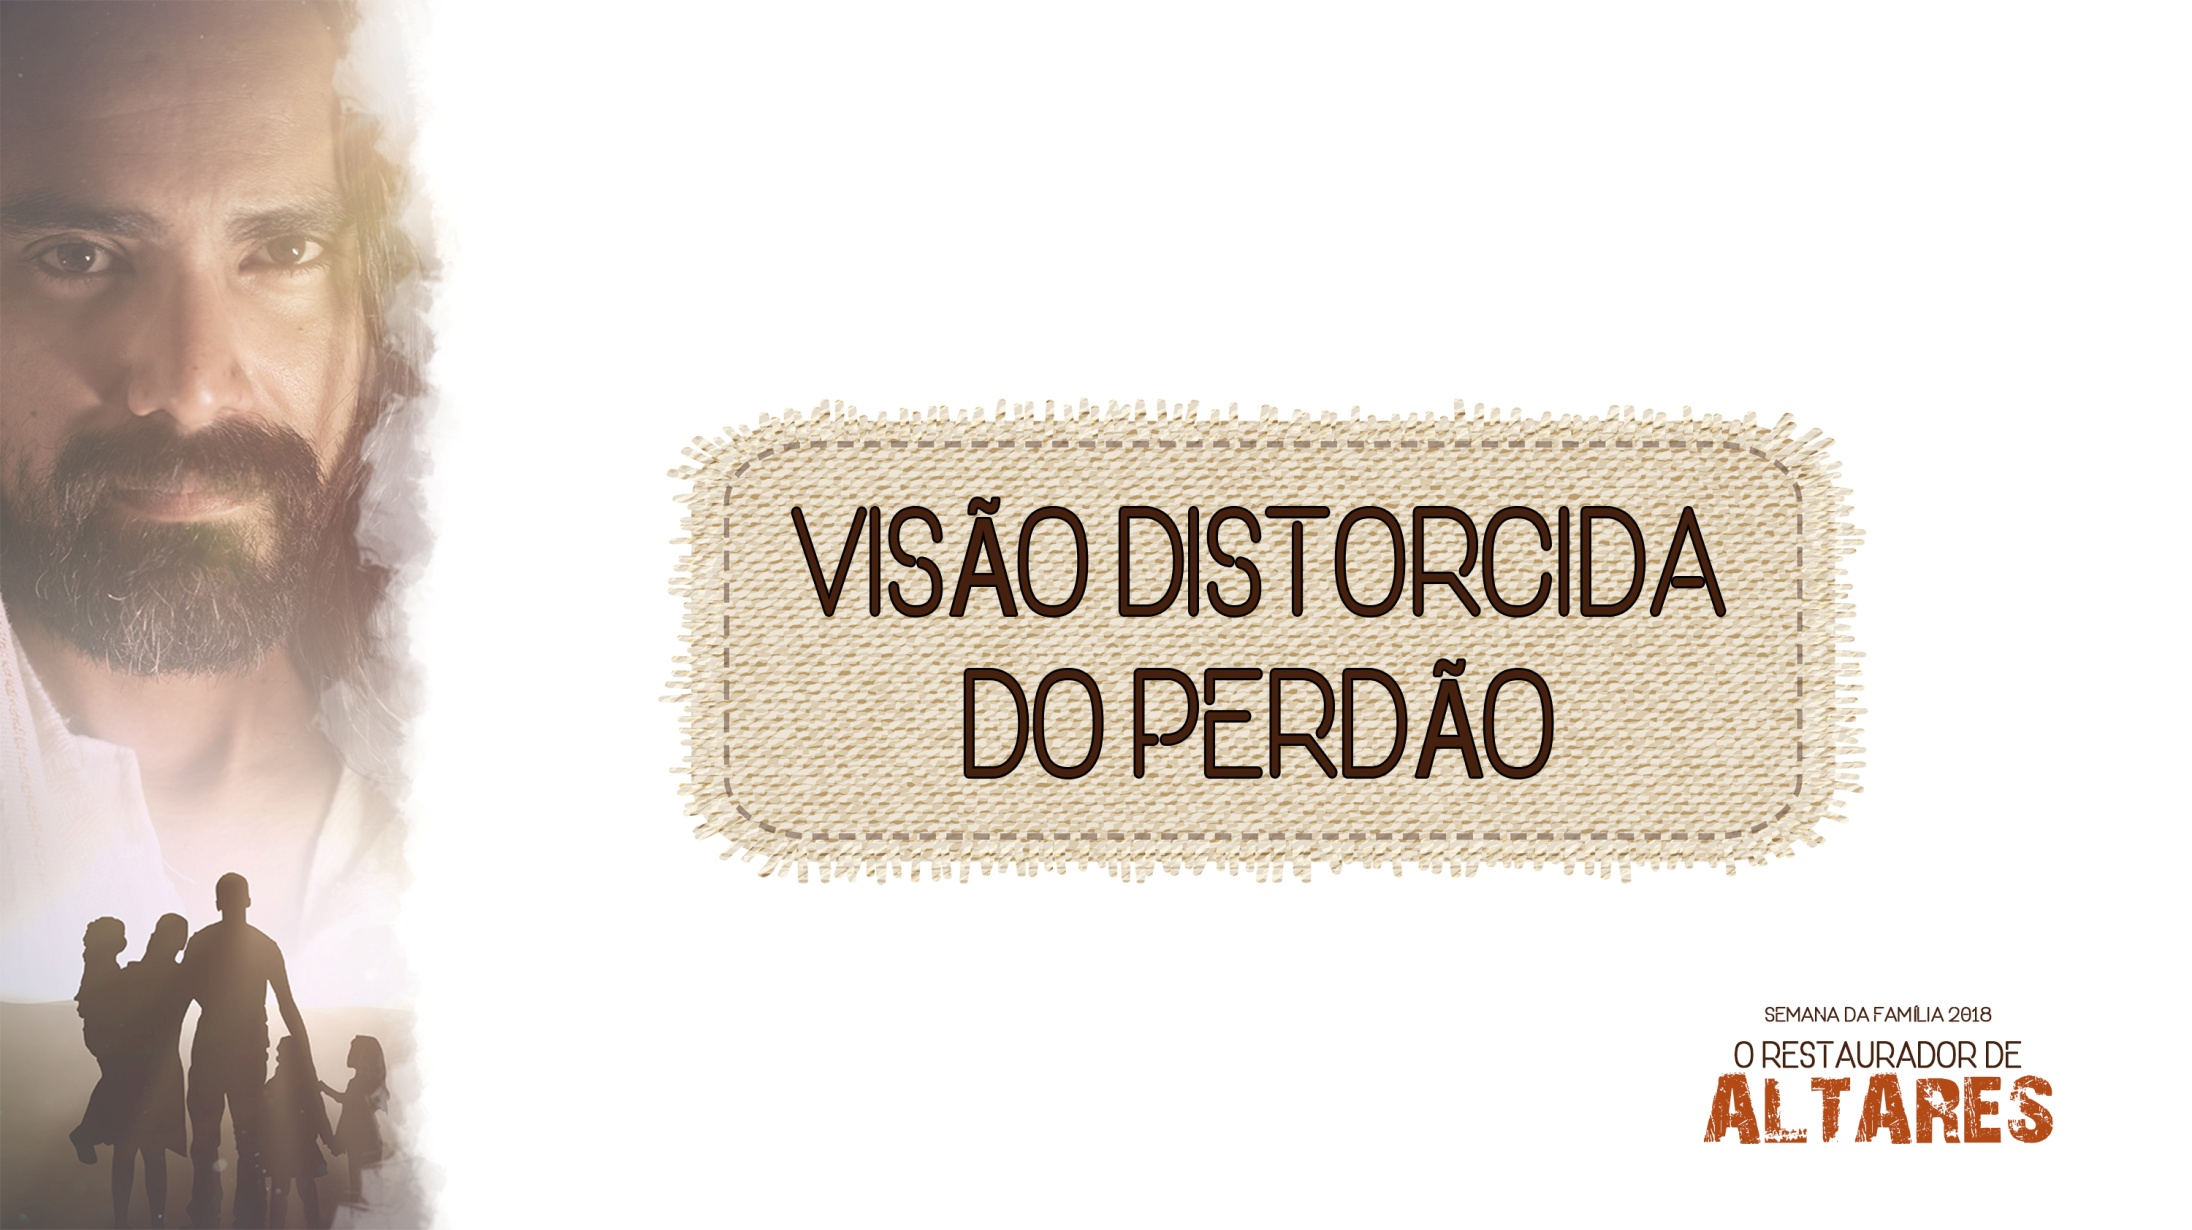 VISÃO DISTORCIDA
DO PERDÃO
SEMANA DA FAMÍLIA 2018
O RESTAURADOR DE
ALTARES